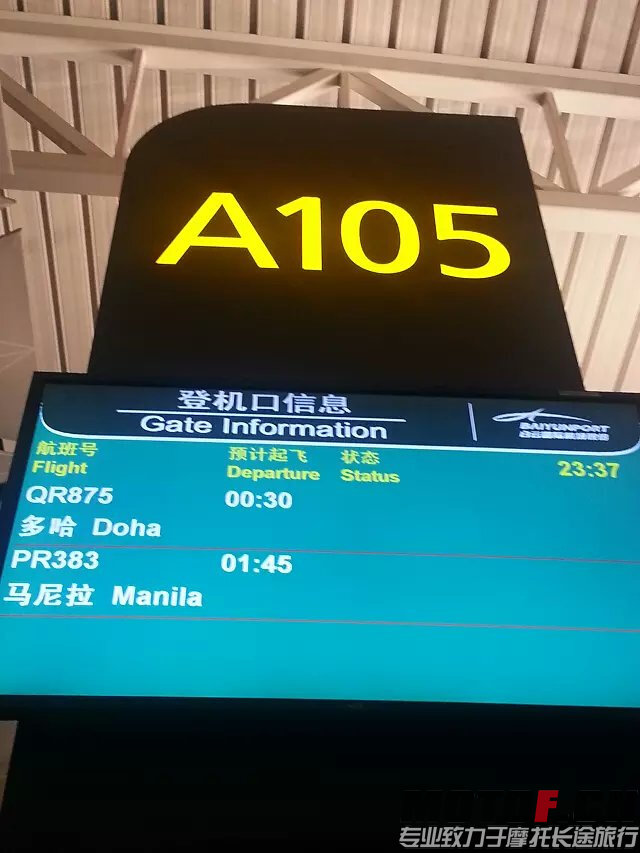 A105
登机口信息
Gate Information
BAIYUNPORT
航班号 预计起飞 状态
Flight Departure Status 23:37
QR875 00:30
多哈 Doha
PR383 01:45
马尼拉 Manila
专业致力于摩托长途旅行